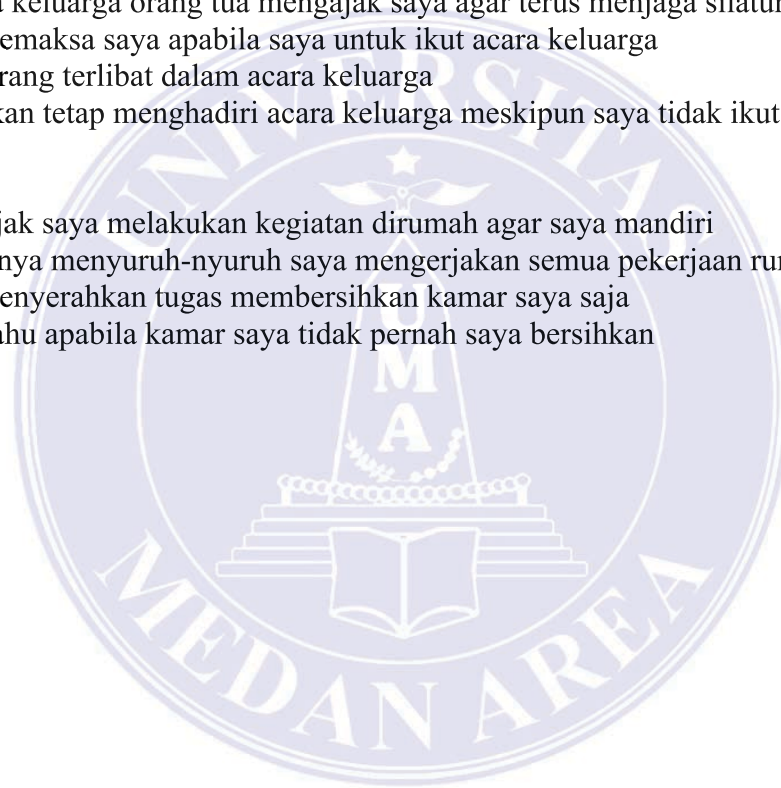 keluarga orang tua mengajak saya agar terus menjaga
emaksa saya apabila saya untuk ikut acara keluarga
rang terlibat dalam acara keluarga
kan tetap menghadiri acara keluarga meskipun saya tidak ikut
jak saya melakukan kegiatan dirumah agar saya mandiri
nya menyuruh-nyuruh saya mengerjakan semua pekerjaan
enyerahkan tugas membersihkan kamar saya saja
ahu apabila kamar saya tidak pernah saya bersihkan
UNIVERSITAS
UMA
MEDAN AREA